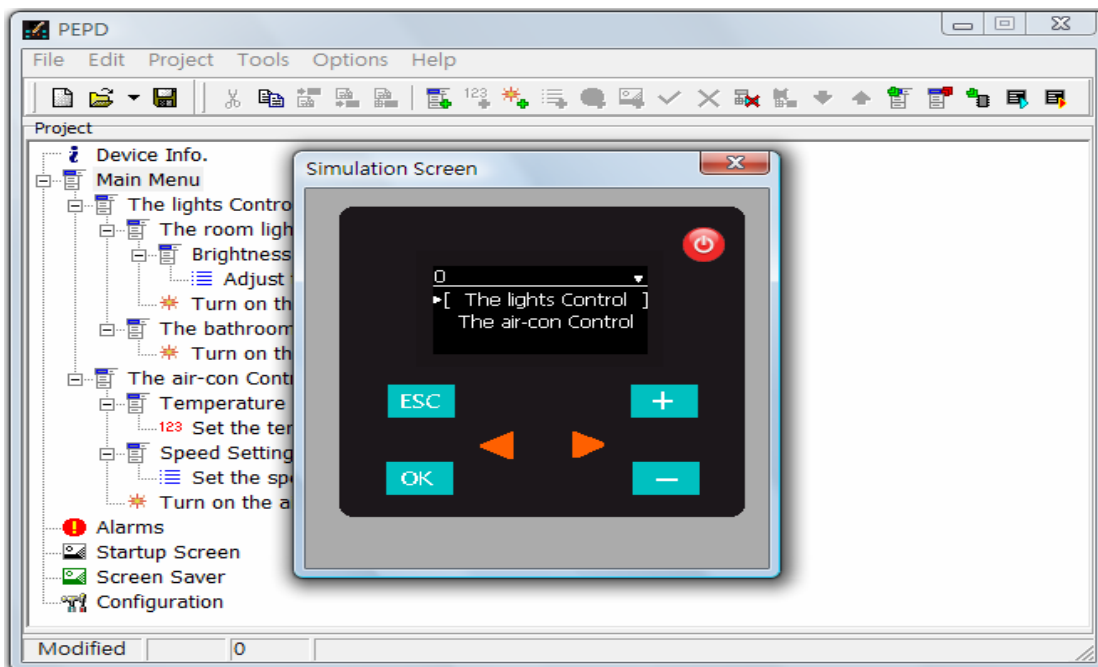 PEPD
File Edit Project Tools Options Help
123
Project
Device Info.
Main Menu
The lights Contro
The room ligh
Brightness
Adjust
Turn on th
The bathroom
Turn on th
The air-con Cont
Temperature
123 Set the ter
Speed Setting
Set the sp
Turn on the a
Alarms
Startup Screen
Screen Saver
Configuration
Simulation Screen
0
[ The lights Control ]
The air-con Control
ESC +
OK −
Modified 0